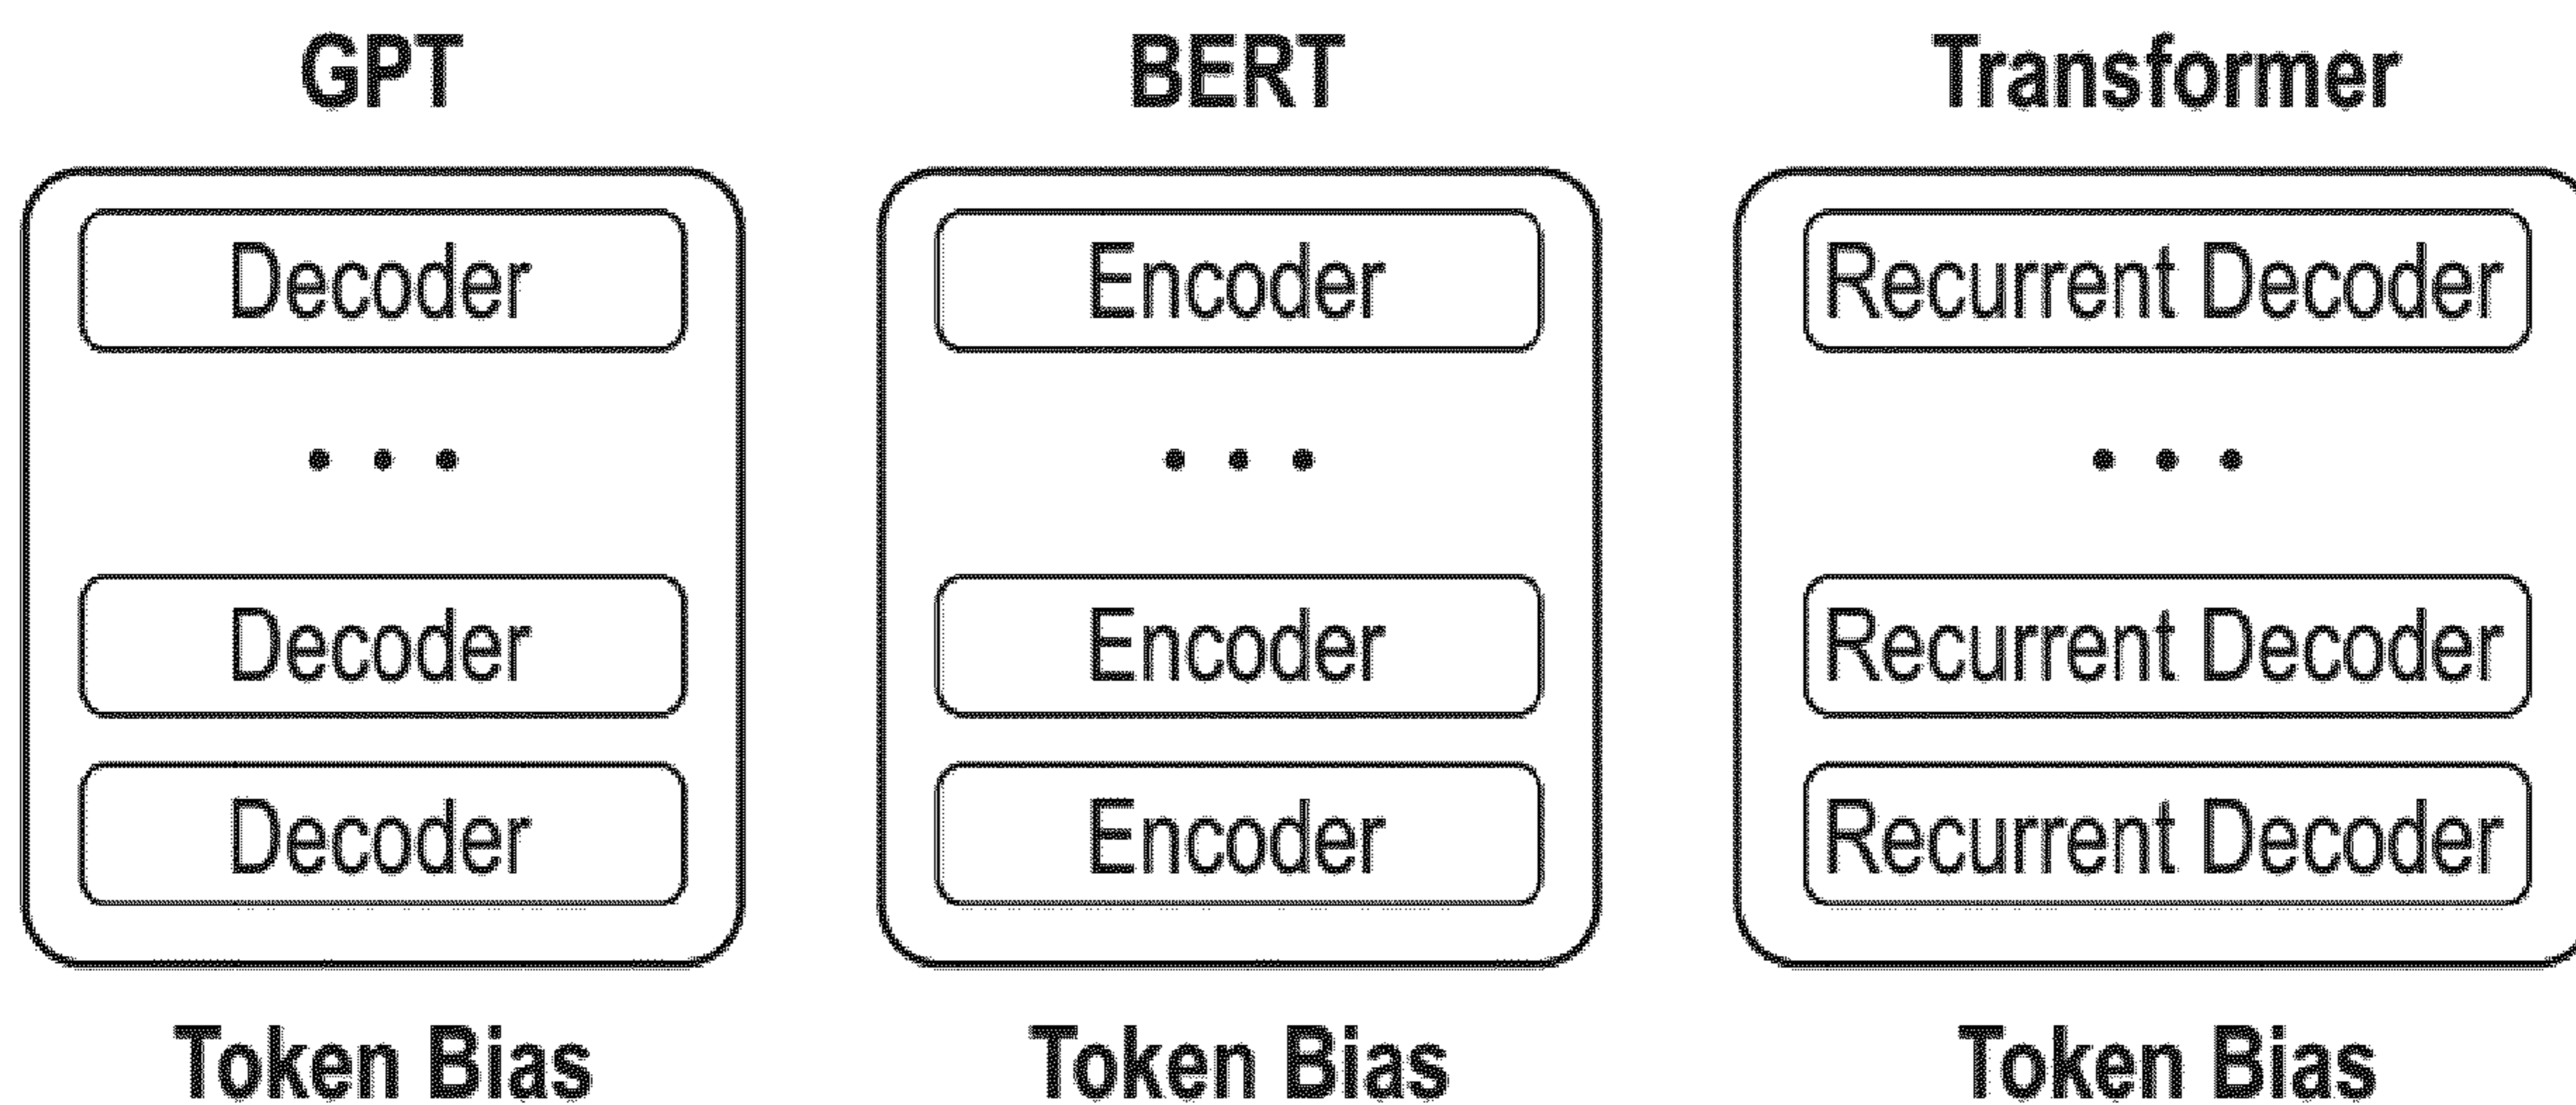 GPT
Decoder
. . .
Decoder
Decoder
Token Bias
BERT
Encoder
. . .
Encoder
Encoder
Token Bias
Transformer
Recurrent Decoder
. . .
Recurrent Decoder
Recurrent Decoder
Token Bias